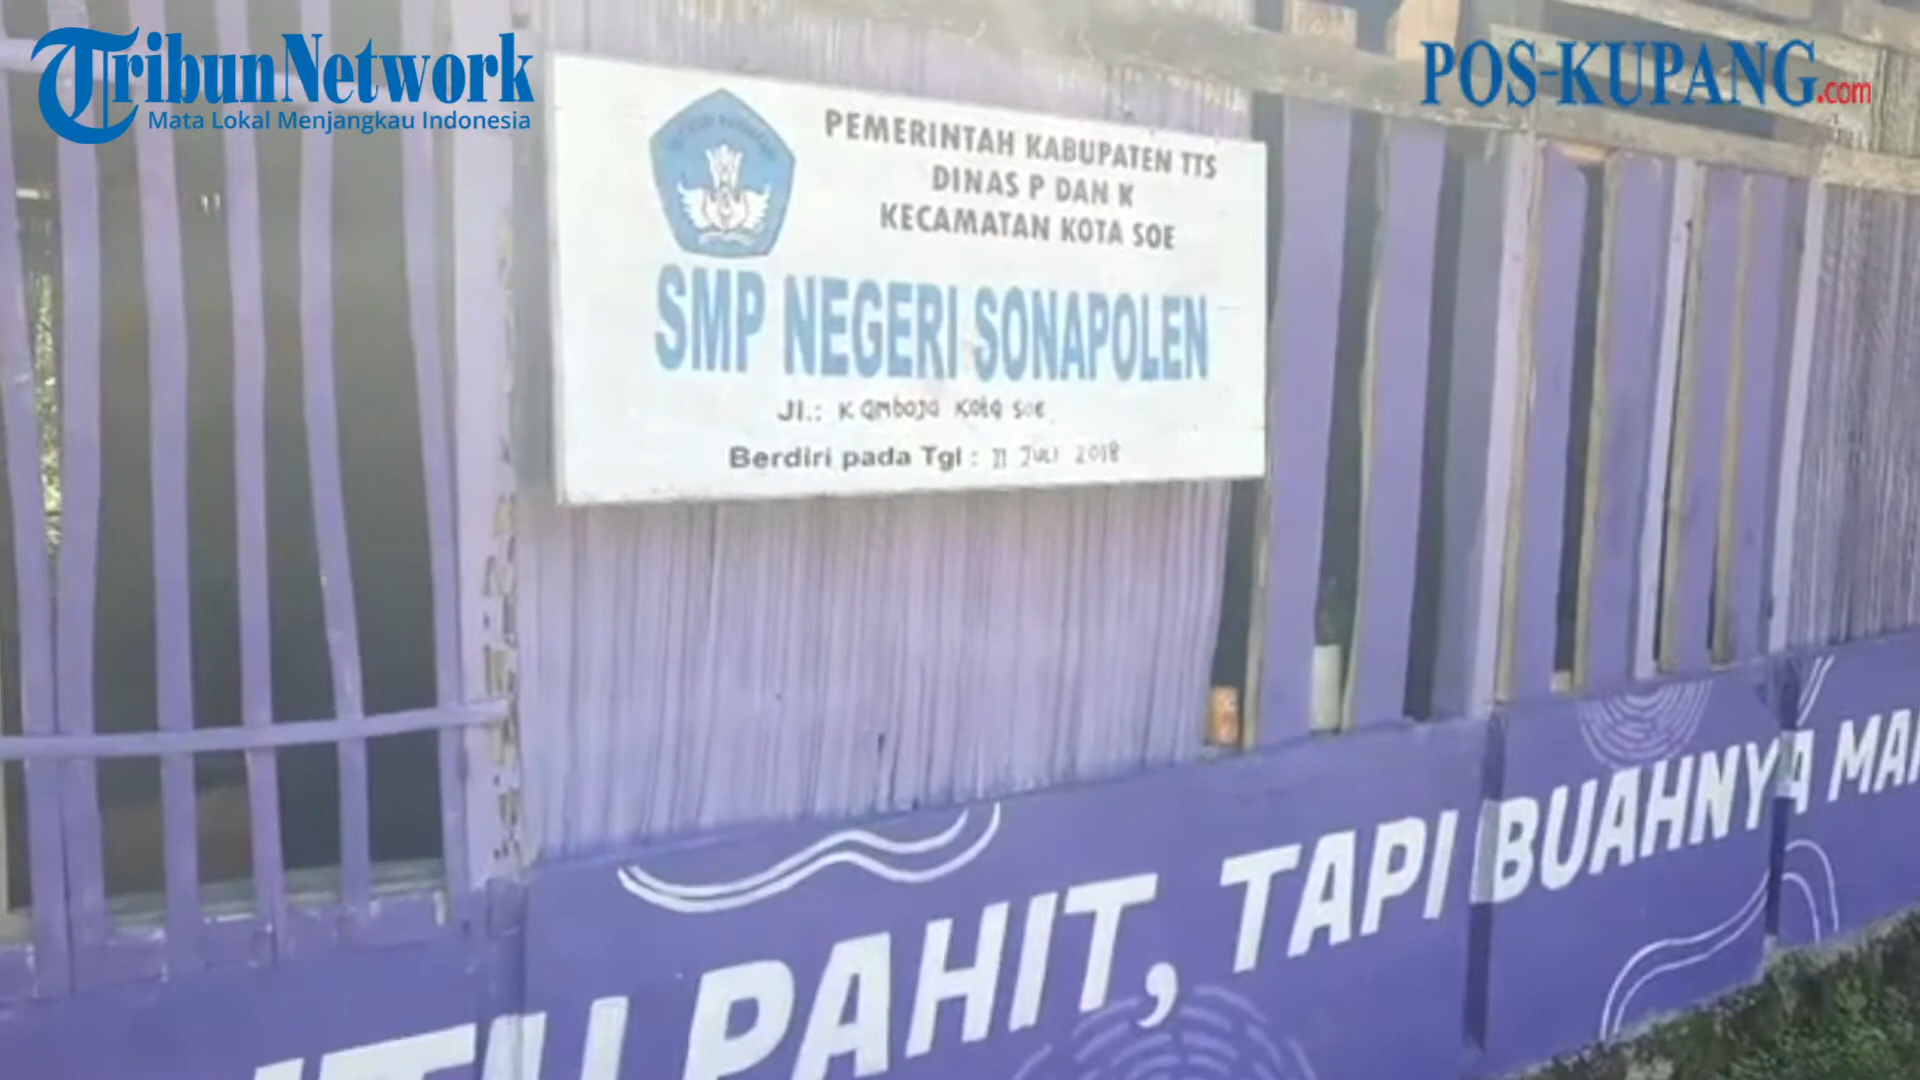 TribunNetwork
Mata Lokal Menjangkau Indonesia
POS-KUPANG.com
PEMERINTAH KABUPATEN TTS
DINAS P DAN K
KECAMATAN KOTA SOE
SMP NEGERI SONAPOLEN
Jl.: Kamboja Kota Soe
Berdiri pada Tgl : 11 JULI 2018
ITU PAHIT, TAPI BUAHNYA